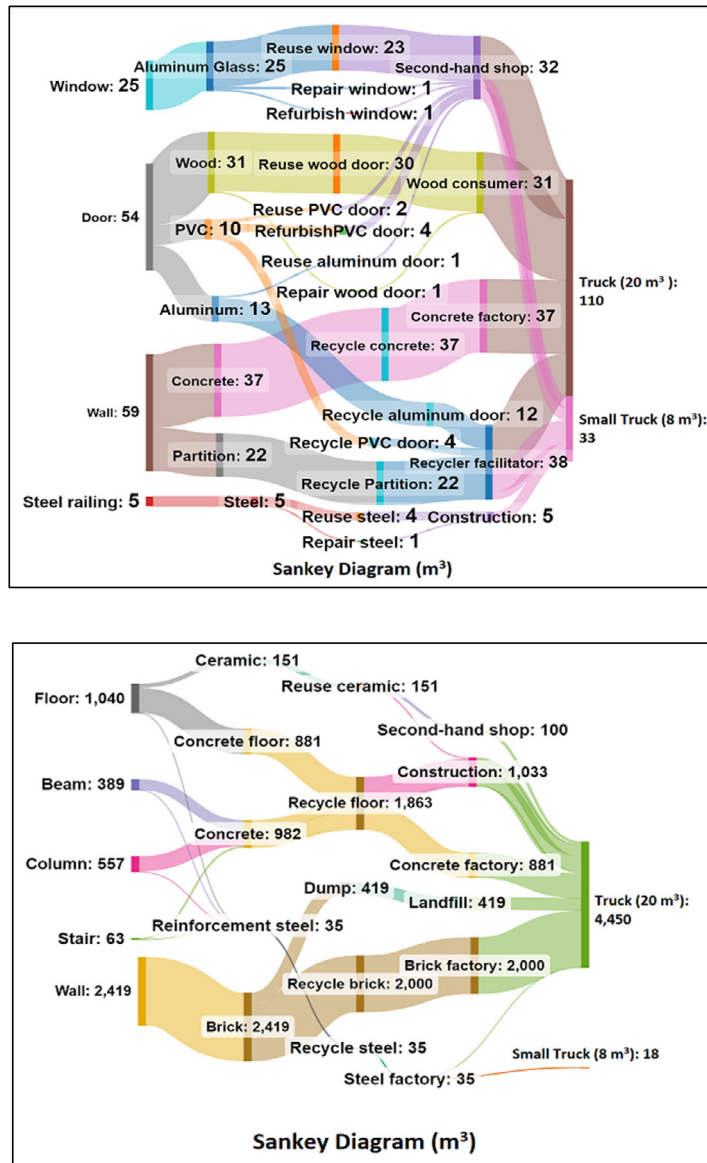 Reuse window: 23
Aluminum Glass: 25
Second-hand shop: 32
Window: 25
Repair window: 1
Refurbish window: 1
Wood: 31
Reuse wood door: 30
Wood consumer: 31
Door: 54
Reuse PVC door: 2
PVC: 10
RefurbishPVC door: 4
Reuse aluminum door: 1
Truck (20 m³ ):
110
Repair wood door: 1
Aluminum: 13
Concrete factory: 37
Recycle concrete: 37
Concrete: 37
Wall: 59
Recycle aluminum door: 12
Small Truck (8 m³):
33
Partition: 22
Recycle PVC door: 4
Recycler facilitator: 38
Recycle Partition: 22
Steel railing: 5
Steel: 5
Reuse steel: 4
Construction: 5
Repair steel: 1
Sankey Diagram (m³)
Ceramic: 151
Reuse ceramic: 151
Floor: 1,040
Second-hand shop: 100
Concrete floor: 881
Construction: 1,033
Beam: 389
Recycle floor: 1,863
Concrete: 982
Column: 557
Concrete factory: 881
Dump: 419
Landfill: 419
Truck (20 m³):
4,450
Reinforcement steel: 35
Stair: 63
Brick factory: 2,000
Wall: 2,419
Recycle brick: 2,000
Brick: 2,419
Recycle steel: 35
Small Truck (8 m³): 18
Steel factory: 35
Sankey Diagram (m³)